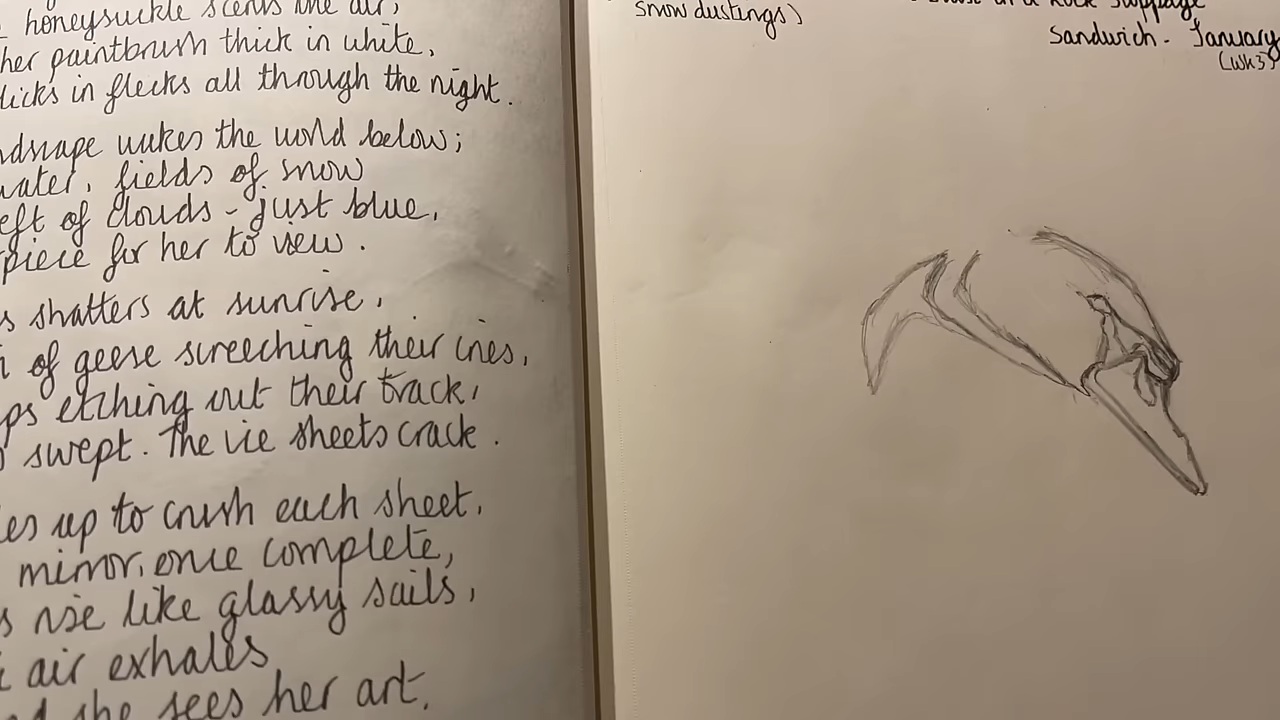 honeysuckle scents the air,
her paintbrush thick in white,
flicks in flecks all through the night.
wakes the world below;
water, fields of snow
of clouds - just blue,
piece for her to view.
shatters at sunrise,
of geese screeching their cries,
etching out their track,
swept. The ice sheets crack.
up to crush each sheet,
mirror, once complete,
rise like glassy sails,
air exhales
she sees her art.
snow dustings)
Sandwich - January
(Wk3)